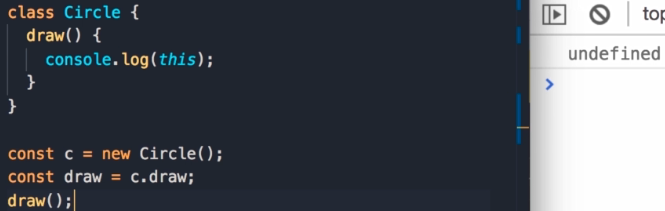 class Circle {
  draw() {
    console.log(this);
  }
}

const c = new Circle();
const draw = c.draw;
draw();
top
undefined